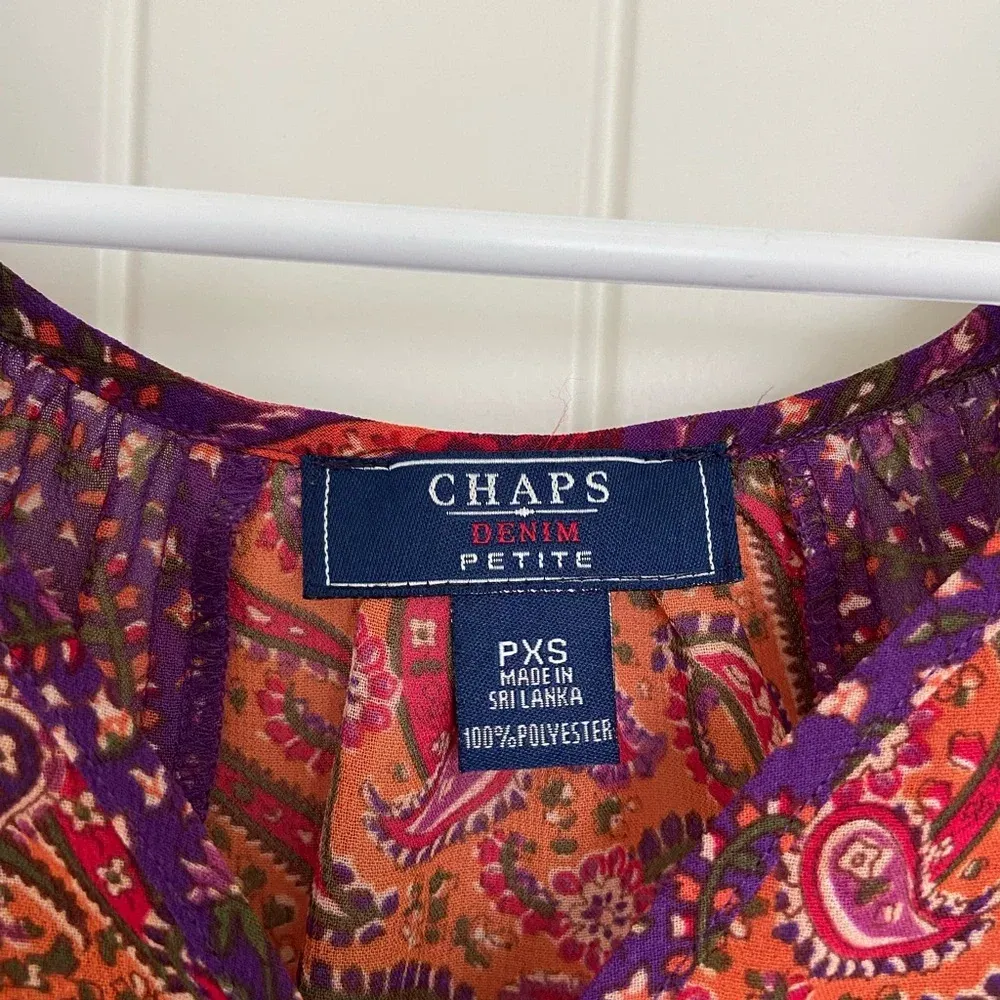 CHAPS
DENIM
PETITE
PXS
MADE IN
SRI LANKA
100%POLYESTER